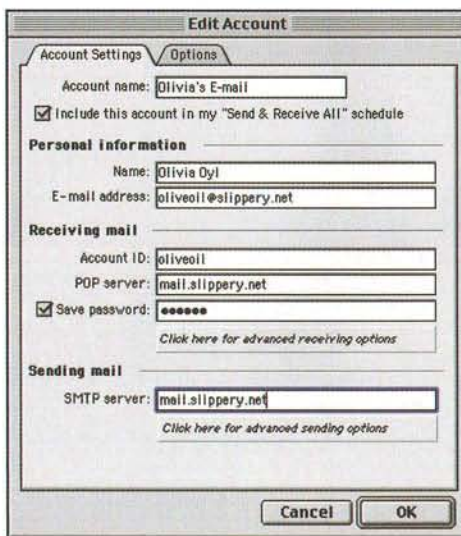 Edit Account
Account Settings
Options
Account name: Olivia's E-mail
Include this account in my "Send & Receive All" schedule
Personal information
Name: Olivia Oyl
E-mail address: oliveoil@slippery.net
Receiving mail
Account ID: oliveoil
POP server: mail.slippery.net
Save password: ••••••
Click here for advanced receiving options
Sending mail
SMTP server: mail.slippery.net
Click here for advanced sending options
Cancel
OK